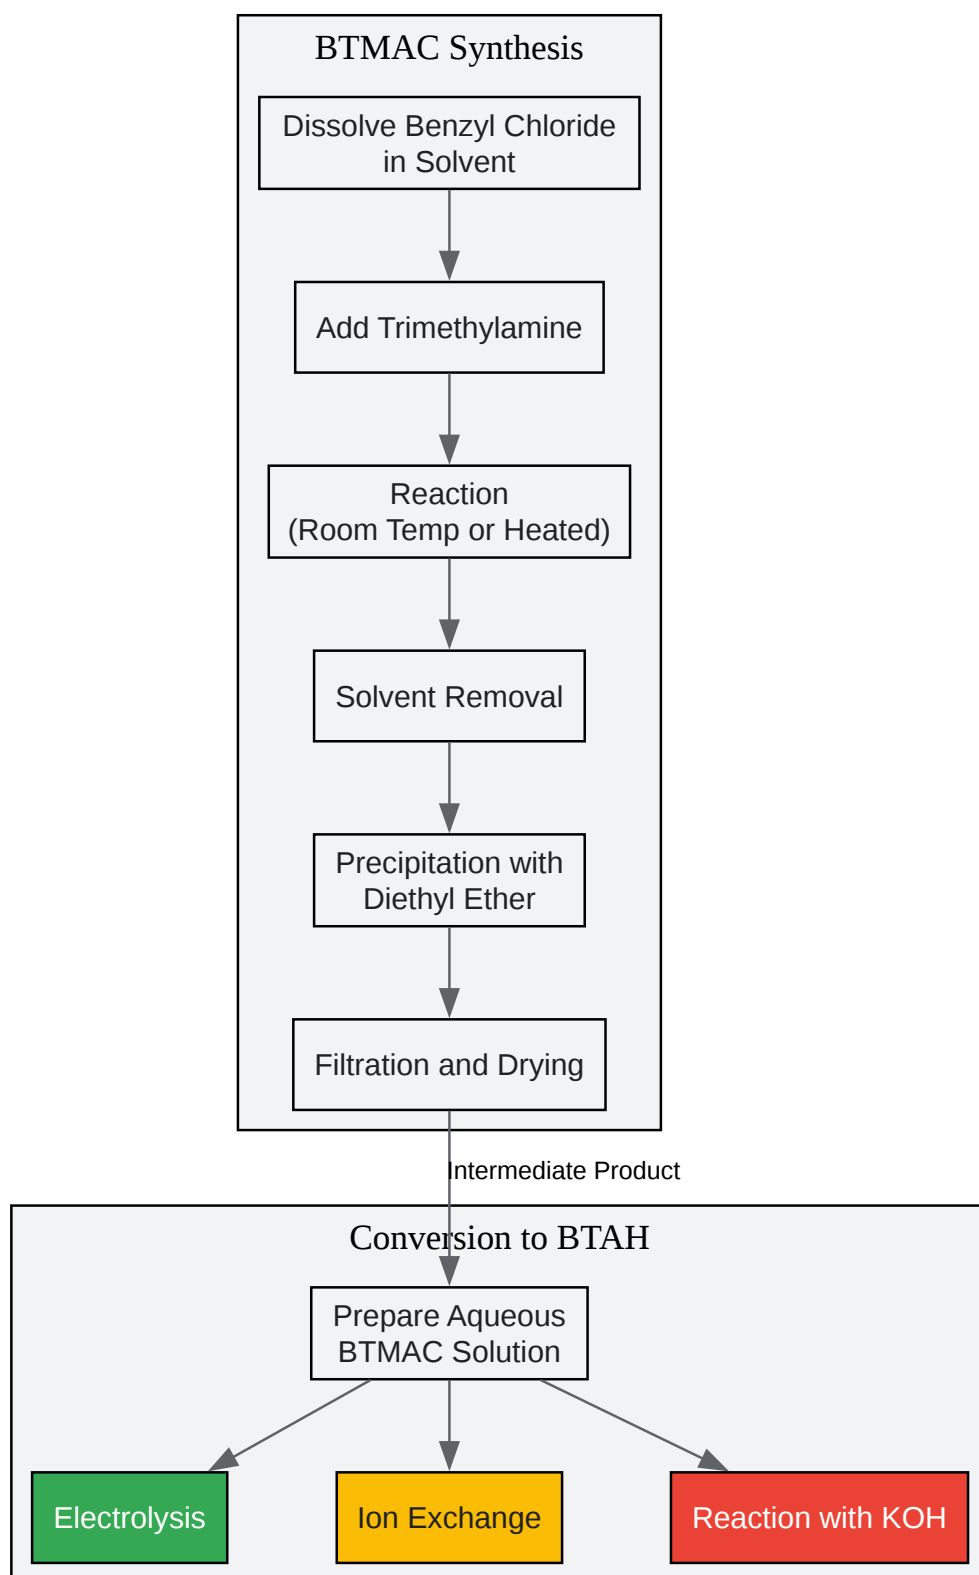 BTMAC Synthesis
Dissolve Benzyl Chloride
in Solvent
Add Trimethylamine
Reaction
(Room Temp or Heated)
Solvent Removal
Precipitation with
Diethyl Ether
Filtration and Drying
Intermediate Product
Conversion to BTAH
Prepare Aqueous
BTMAC Solution
Electrolysis
Ion Exchange
Reaction with KOH